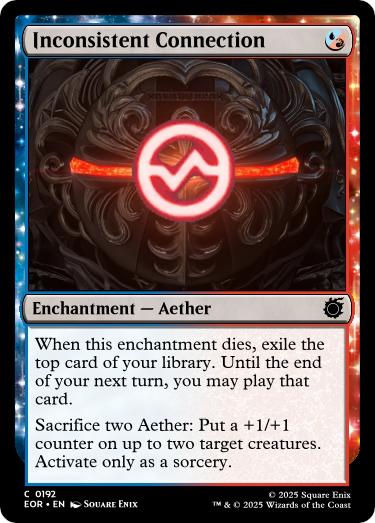 Inconsistent Connection
Enchantment — Aether
When this enchantment dies, exile the
top card of your library. Until the end
of your next turn, you may play that
card.
Sacrifice two Aether: Put a +1/+1
counter on up to two target creatures.
Activate only as a sorcery.
C 0192
EOR • EN Square Enix
© 2025 Square Enix
™ & © 2025 Wizards of the Coast